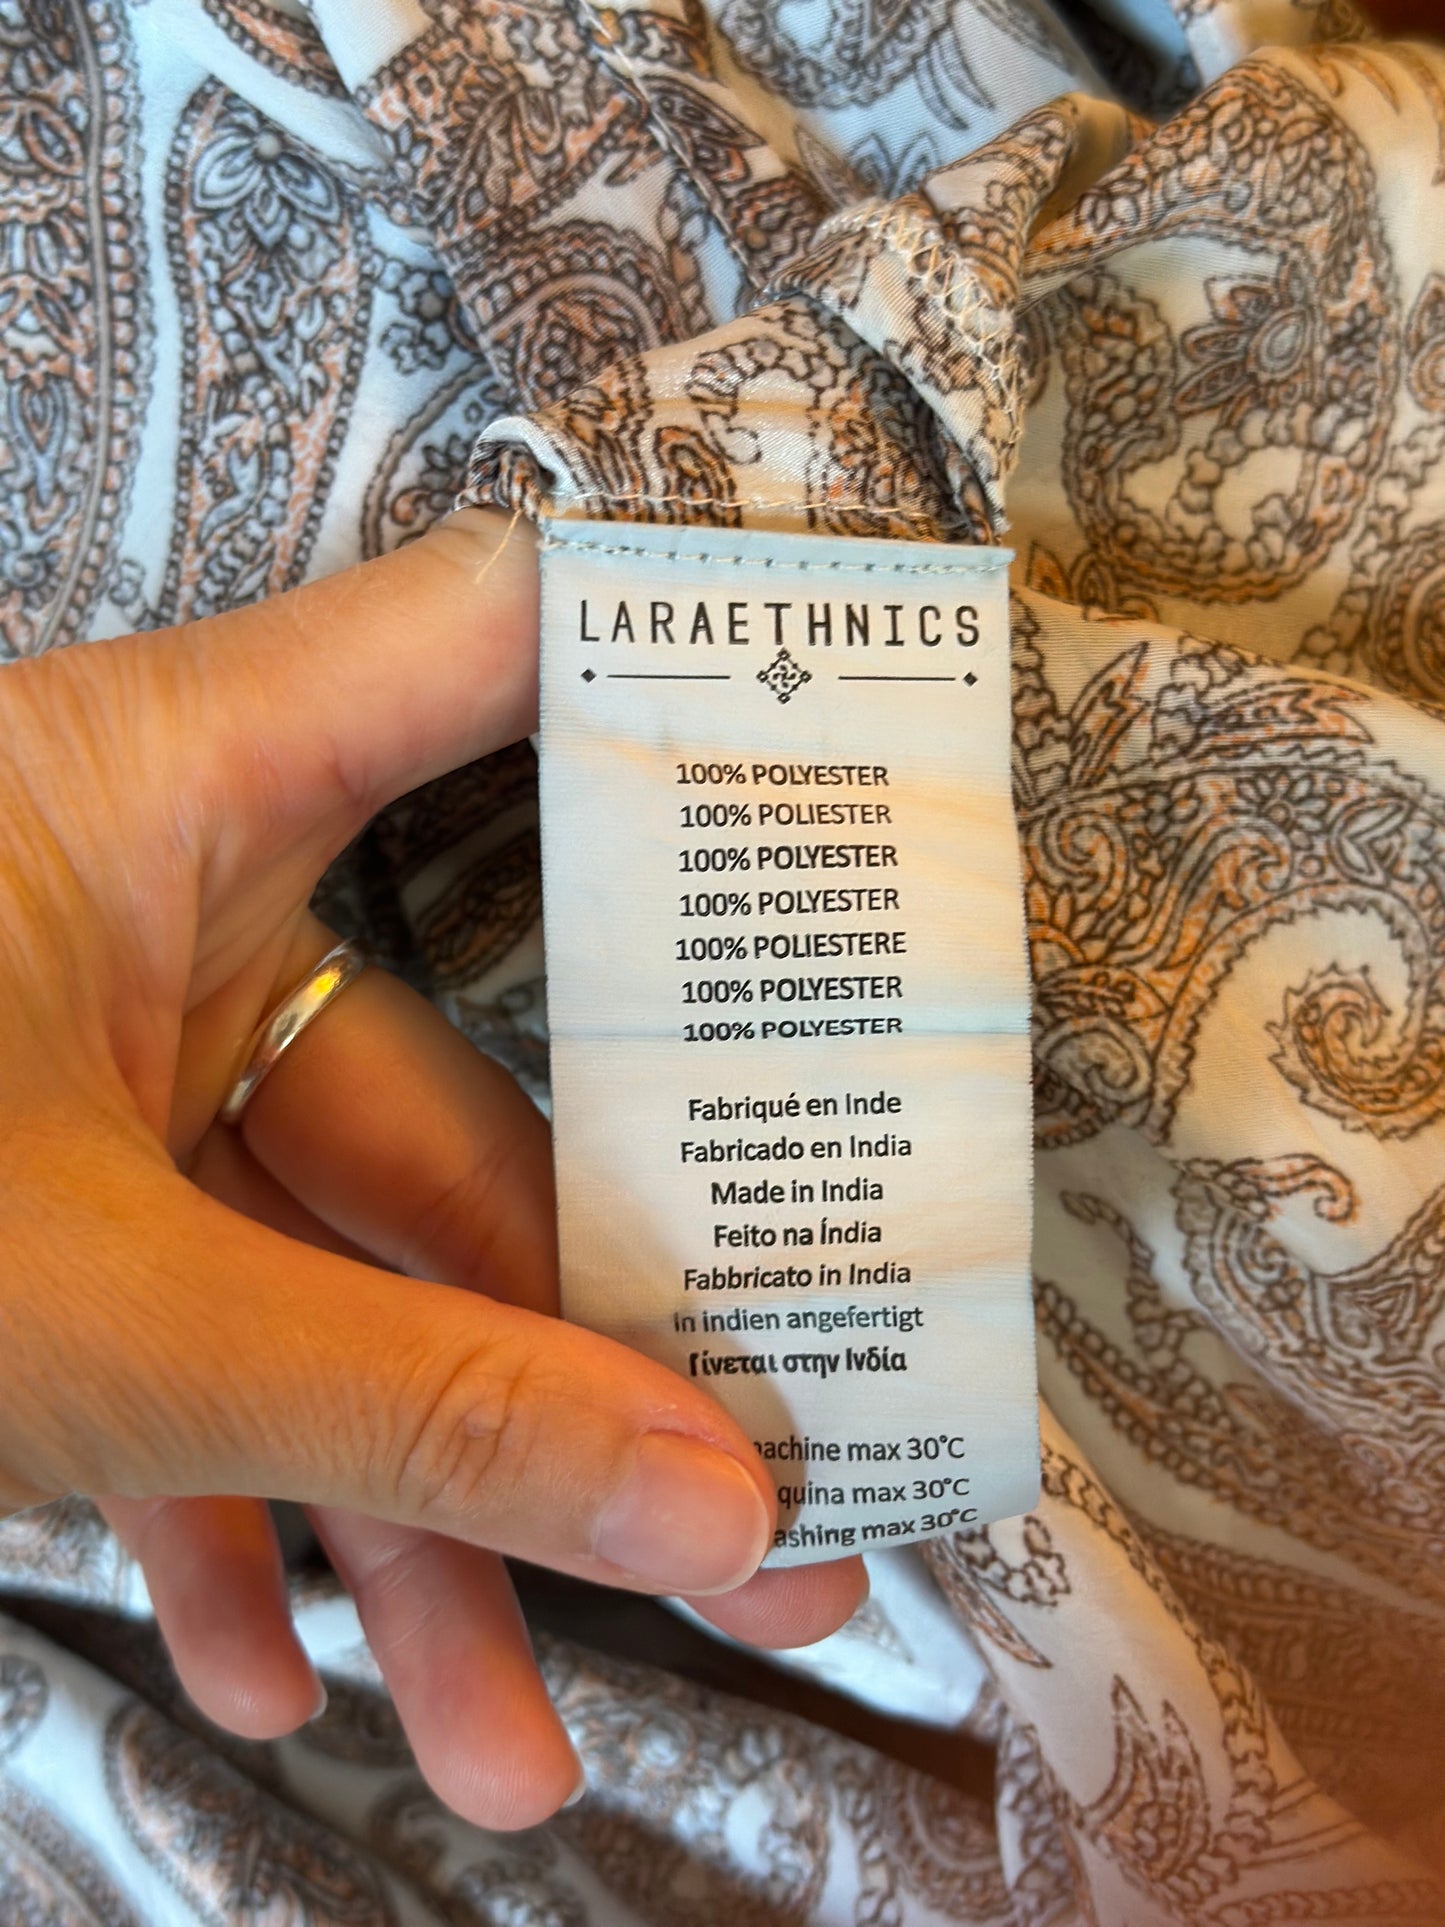 LARAETHNICS
100% POLYESTER
100% POLIESTER
100% POLYESTER
100% POLYESTER
100% POLIESTERE
100% POLYESTER
100% POLYESTER
Fabriqué en Inde
Fabricado en India
Made in India
Feito na Índia
Fabbricato in India
In indien angefertigt
Γίνεται στην Ινδία
max 30°C
max 30°C
max 30°C